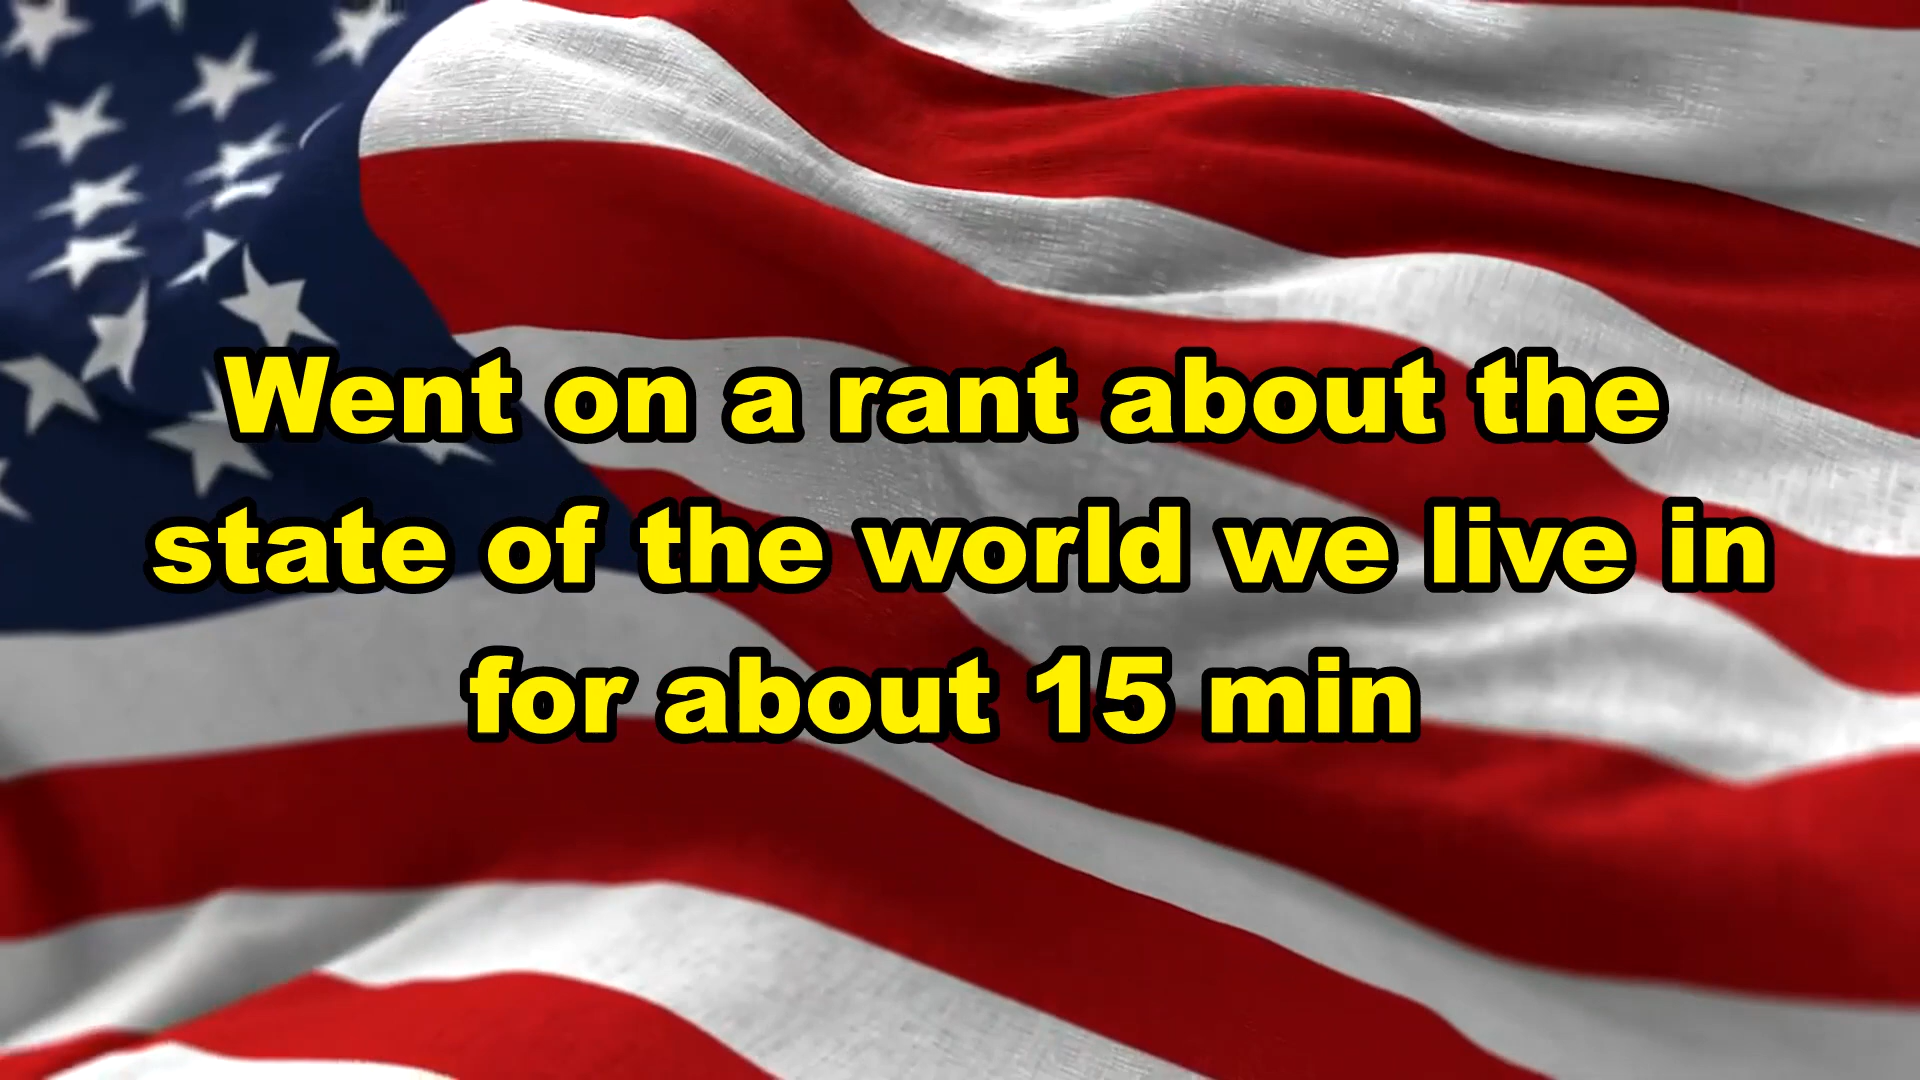 Went on a rant about the
state of the world we live in
for about 15 min